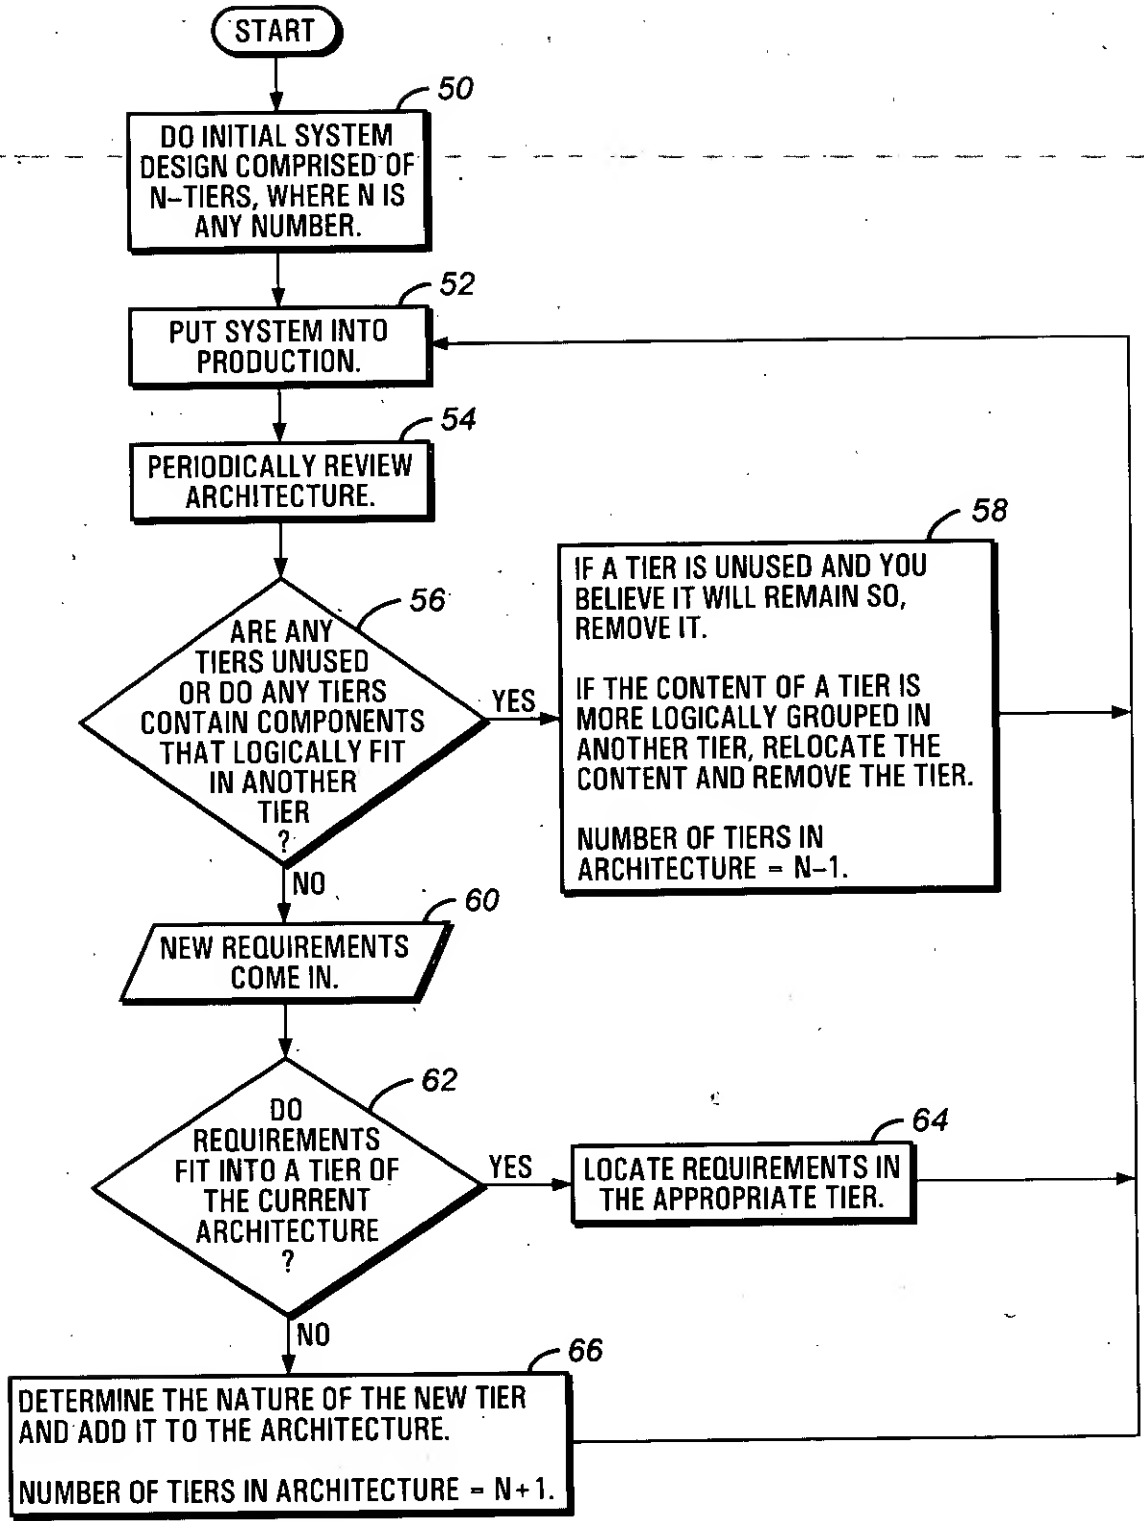 START
50
DO INITIAL SYSTEM
DESIGN COMPRISED OF
N-TIERS, WHERE N IS
ANY NUMBER.
52
PUT SYSTEM INTO
PRODUCTION.
54
PERIODICALLY REVIEW
ARCHITECTURE.
56
ARE ANY
TIERS UNUSED
OR DO ANY TIERS
CONTAIN COMPONENTS
THAT LOGICALLY FIT
IN ANOTHER
TIER
?
YES
58
IF A TIER IS UNUSED AND YOU
BELIEVE IT WILL REMAIN SO,
REMOVE IT.
IF THE CONTENT OF A TIER IS
MORE LOGICALLY GROUPED IN
ANOTHER TIER, RELOCATE THE
CONTENT AND REMOVE THE TIER.
NUMBER OF TIERS IN
ARCHITECTURE = N-1.
NO
60
NEW REQUIREMENTS
COME IN.
62
DO
REQUIREMENTS
FIT INTO A TIER OF
THE CURRENT
ARCHITECTURE
?
YES
64
LOCATE REQUIREMENTS IN
THE APPROPRIATE TIER.
NO
66
DETERMINE THE NATURE OF THE NEW TIER
AND ADD IT TO THE ARCHITECTURE.
NUMBER OF TIERS IN ARCHITECTURE = N+1.